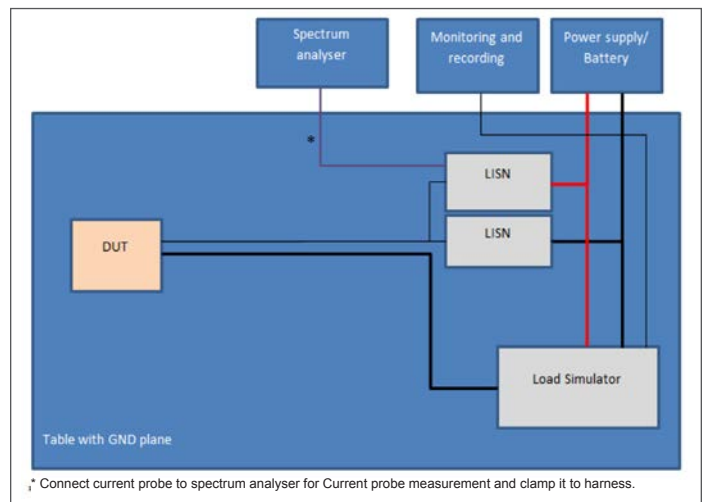 Spectrum
analyser
Monitoring and
recording
Power supply/
Battery
*
LISN
LISN
DUT
Load Simulator
Table with GND plane
* Connect current probe to spectrum analyser for Current probe measurement and clamp it to harness.